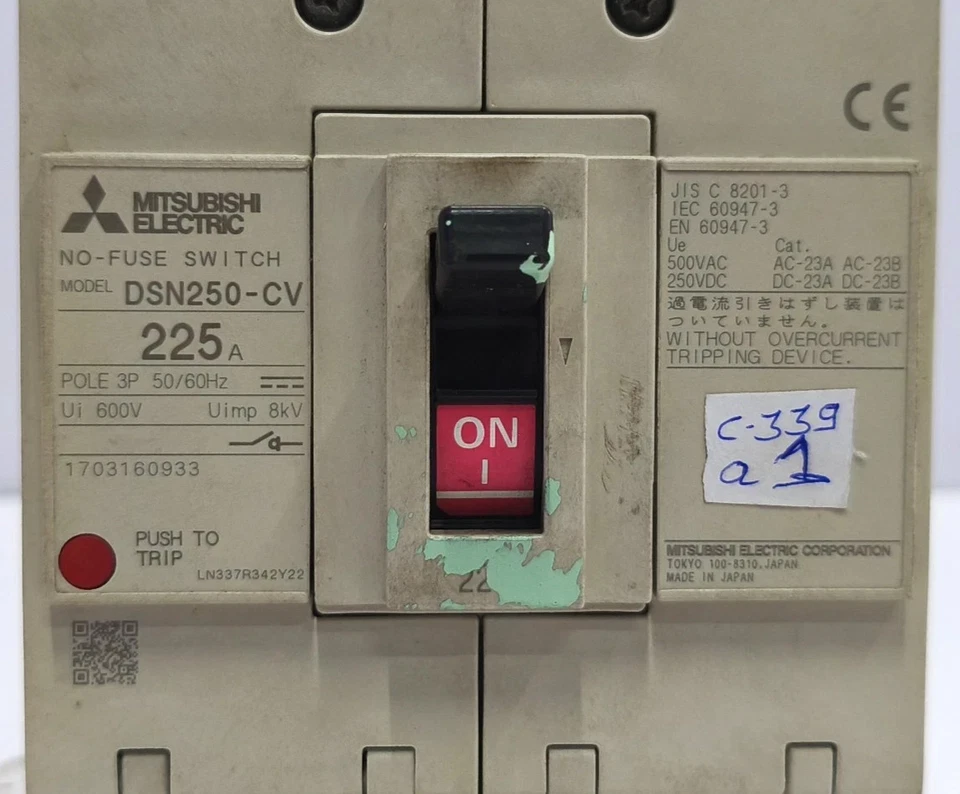 CE
MITSUBISHI
ELECTRIC
NO-FUSE SWITCH
MODEL DSN250-CV
225A
POLE 3P 50/60Hz
Ui 600V Uimp 8kV
1703160933
PUSH TO
TRIP
LN337R342Y22
ON
I
22
JIS C 8201-3
IEC 60947-3
EN 60947-3
Ue Cat.
500VAC AC-23A AC-23B
250VDC DC-23A DC-23B
過電流引きはずし装置は
ついていません。
WITHOUT OVERCURRENT
TRIPPING DEVICE.
C-339
a 1
MITSUBISHI ELECTRIC CORPORATION
TOKYO 100-8310,JAPAN
MADE IN JAPAN